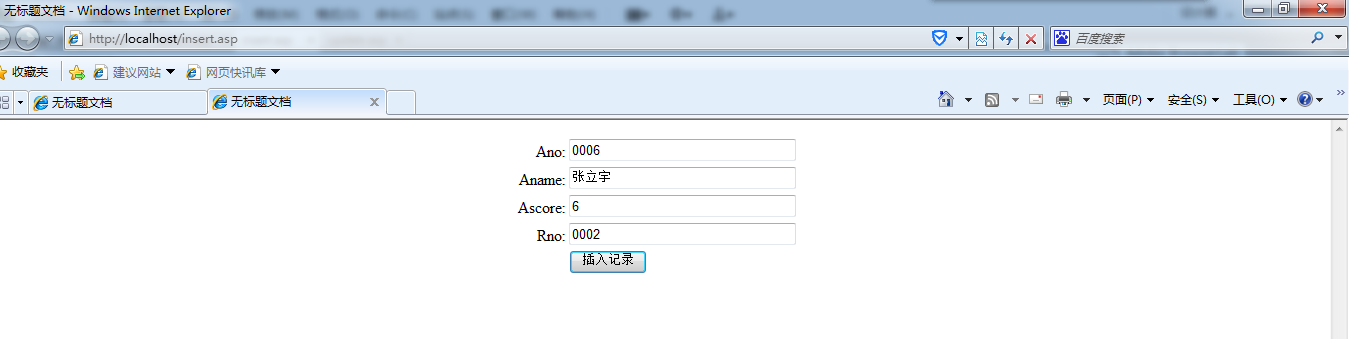 无标题文档 - Windows Internet Explorer
http://localhost/insert.asp
百度搜索
收藏夹 建议网站 网页快讯库
无标题文档 无标题文档 页面(P) 安全(S) 工具(O)
Ano: 0006
Aname: 张立宇
Ascore: 6
Rno: 0002
插入记录